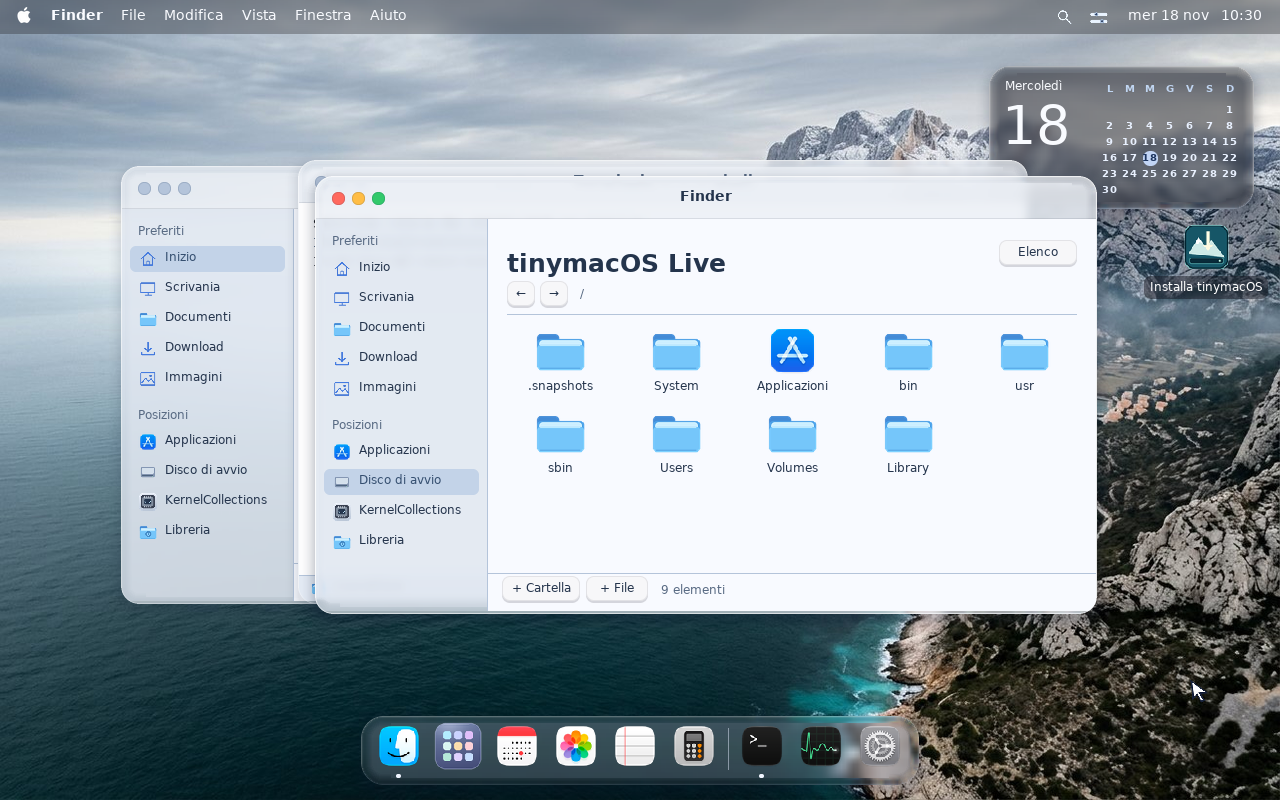 Finder File Modifica Vista Finestra Aiuto
mer 18 nov 10:30
Mercoledì
18
L M M G V S D
1
2 3 4 5 6 7 8
9 10 11 12 13 14 15
16 17 18 19 20 21 22
23 24 25 26 27 28 29
30
Installa tinymacOS
Preferiti
Inizio
Scrivania
Documenti
Download
Immagini
Posizioni
Applicazioni
Disco di avvio
KernelCollections
Libreria
Finder
Preferiti
Inizio
Scrivania
Documenti
Download
Immagini
Posizioni
Applicazioni
Disco di avvio
KernelCollections
Libreria
tinymacOS Live
Elenco
← → /
.snapshots System Applicazioni bin usr
sbin Users Volumes Library
+ Cartella + File 9 elementi
>_